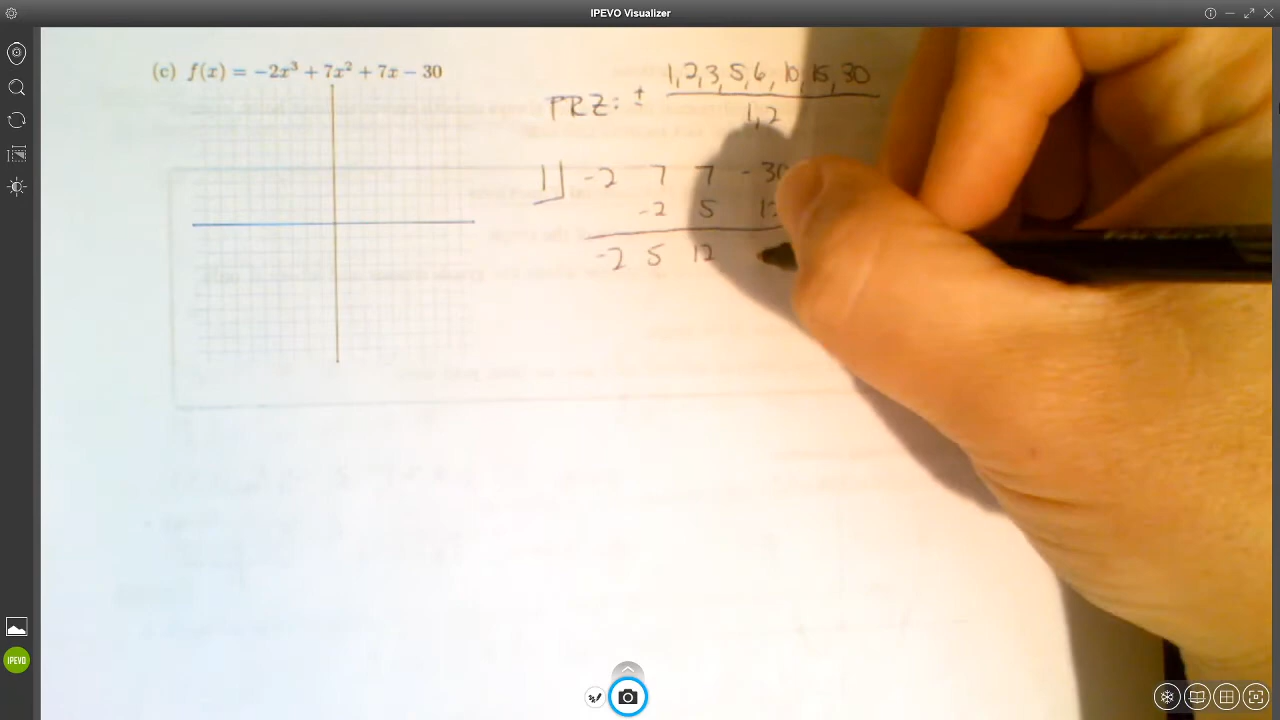 IPEVO Visualizer
(c) f(x) = −2x³ + 7x² + 7x − 30
1,2,3,5,6,10,15,30
PRZ: ±
1,2
1 -2 7 7 -30
-2 5
-2 5 12
IPEVO